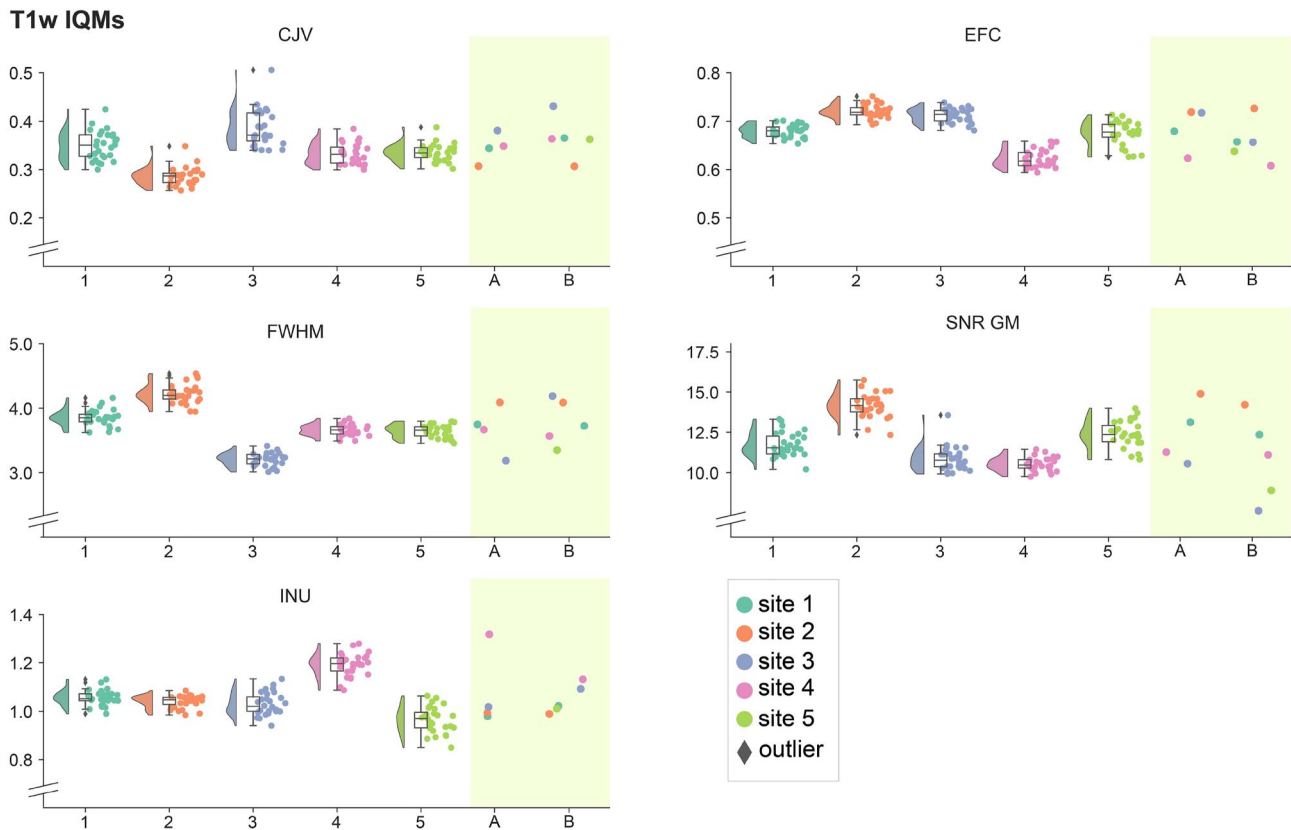 T1w IQMs
CJV
0.5
0.4
0.3
0.2
1 2 3 4 5 A B
EFC
0.8
0.7
0.6
0.5
1 2 3 4 5 A B
FWHM
5.0
4.0
3.0
1 2 3 4 5 A B
SNR GM
17.5
15.0
12.5
10.0
1 2 3 4 5 A B
INU
1.4
1.2
1.0
0.8
1 2 3 4 5 A B
site 1
site 2
site 3
site 4
site 5
outlier